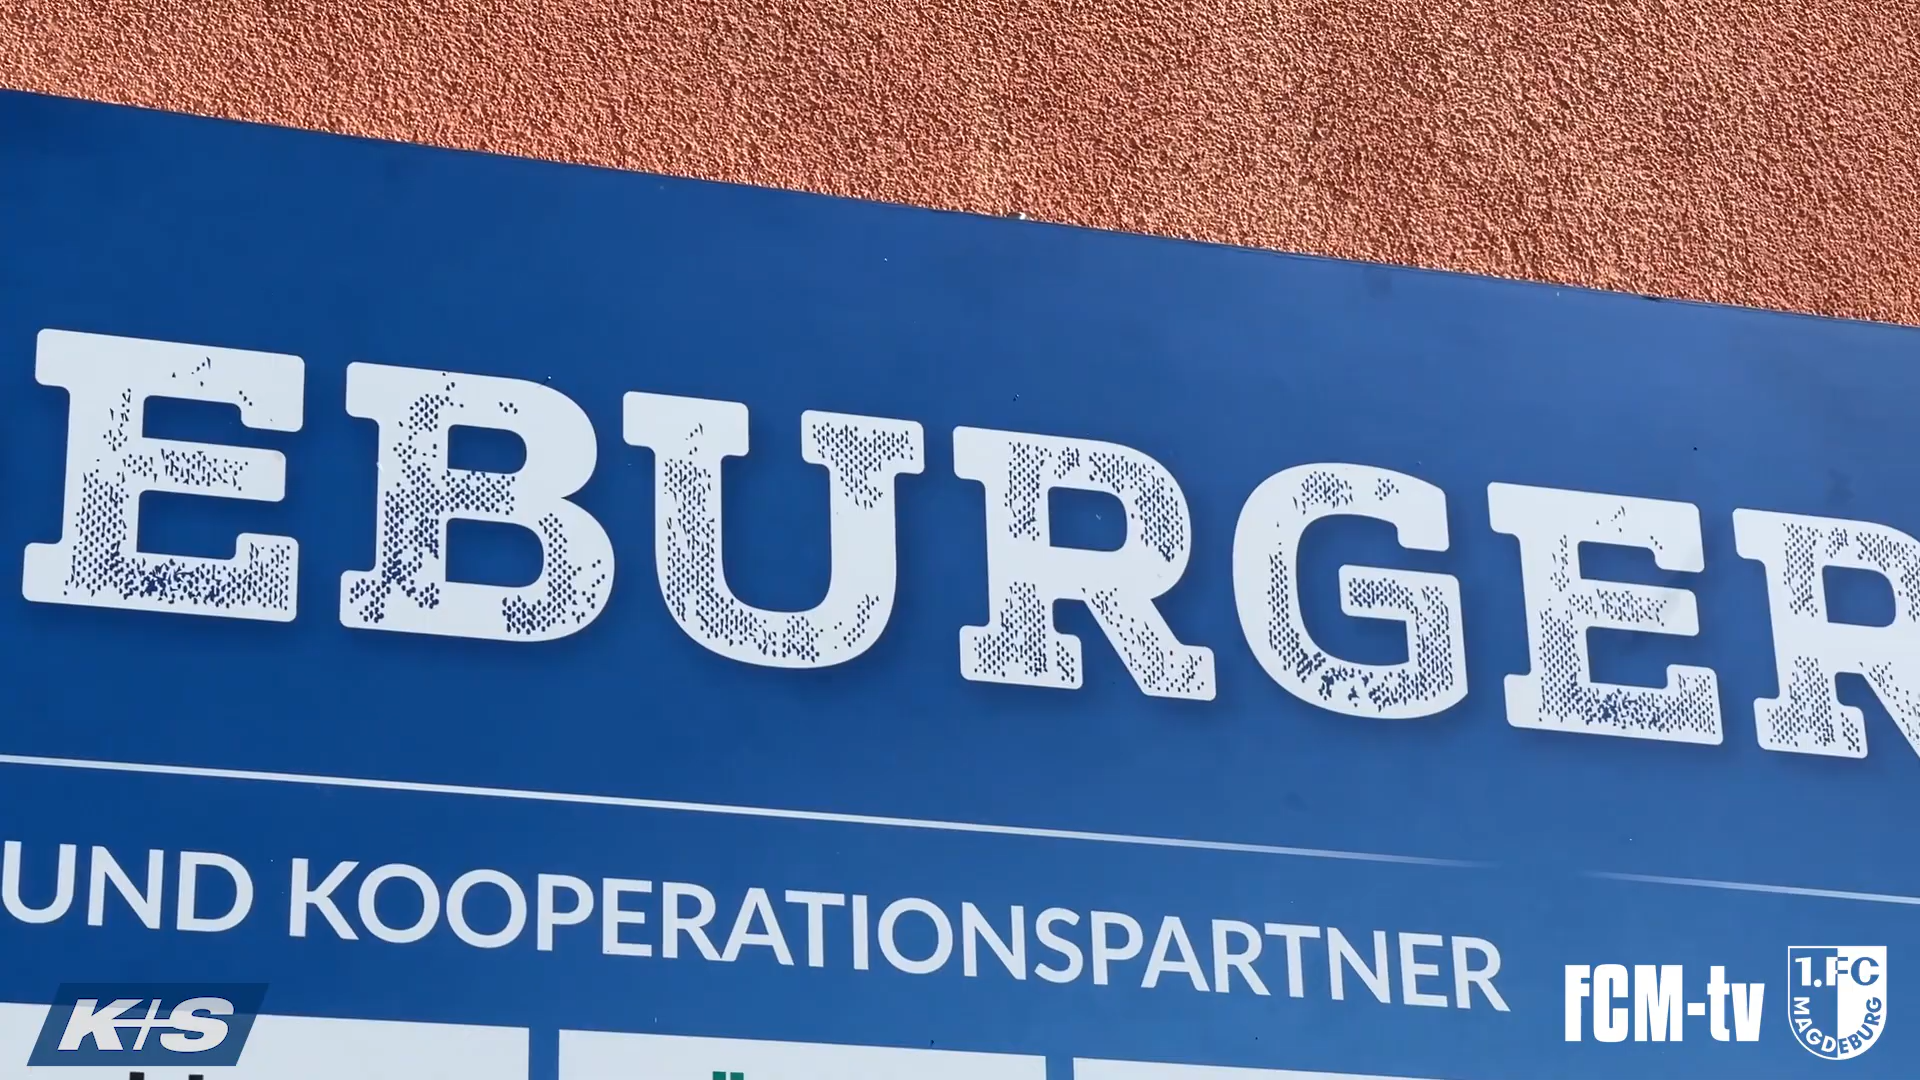 EBURGER
UND KOOPERATIONSPARTNER
K+S
FCM-tv
1.FC
MAGDEBURG